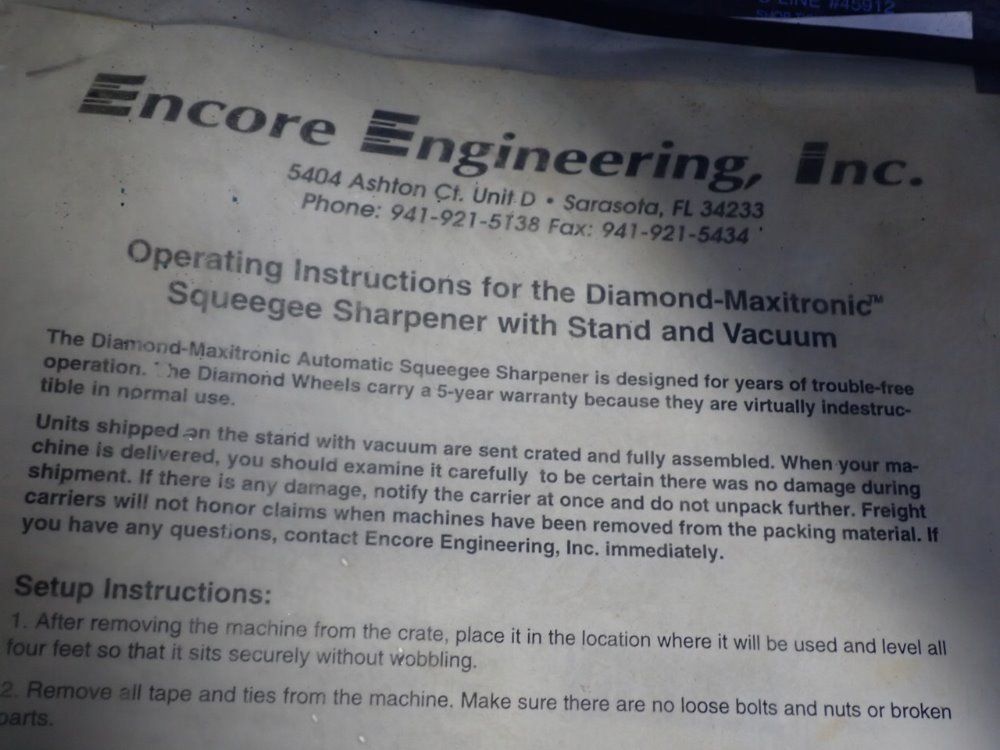 LINE #45912
Encore Engineering, Inc.
5404 Ashton Ct. Unit D • Sarasota, FL 34233
Phone: 941-921-5138 Fax: 941-921-5434
Operating Instructions for the Diamond-Maxitronic™
Squeegee Sharpener with Stand and Vacuum
The Diamond-Maxitronic Automatic Squeegee Sharpener is designed for years of trouble-free
operation. The Diamond Wheels carry a 5-year warranty because they are virtually indestruc-
tible in normal use.
Units shipped on the stand with vacuum are sent crated and fully assembled. When your ma-
chine is delivered, you should examine it carefully to be certain there was no damage during
shipment. If there is any damage, notify the carrier at once and do not unpack further. Freight
carriers will not honor claims when machines have been removed from the packing material. If
you have any questions, contact Encore Engineering, Inc. immediately.
Setup Instructions:
1. After removing the machine from the crate, place it in the location where it will be used and level all
four feet so that it sits securely without wobbling.
2. Remove all tape and ties from the machine. Make sure there are no loose bolts and nuts or broken
parts.